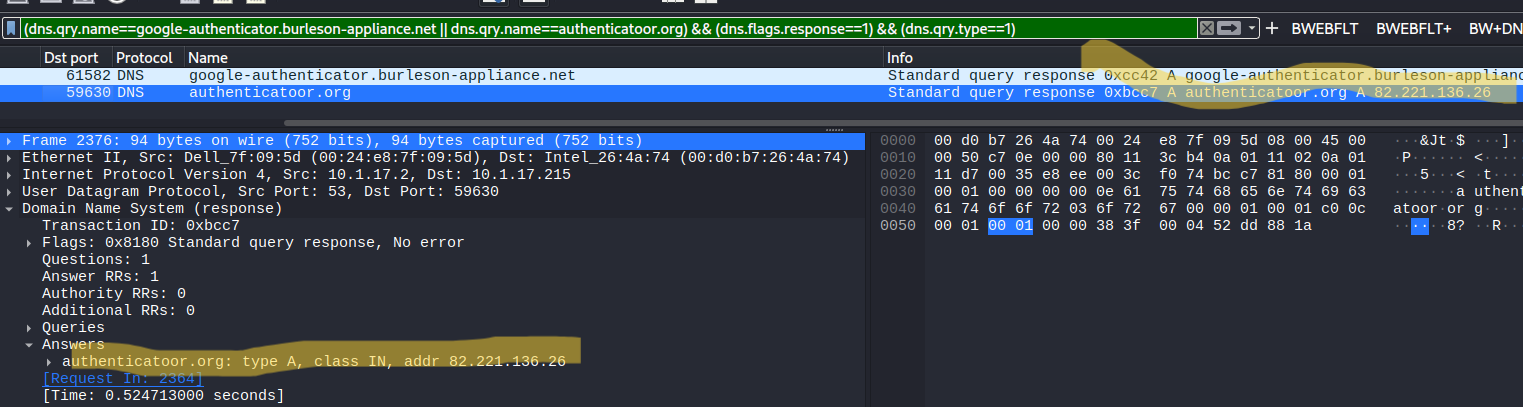 (dns.qry.name==google-authenticator.burleson-appliance.net || dns.qry.name==authenticatoor.org) && (dns.flags.response==1) && (dns.qry.type==1) + BWEBFLT BWEBFLT+ BW+DN
Dst port Protocol Name Info
61582 DNS google-authenticator.burleson-appliance.net Standard query response 0xcc42 A google-authenticator.burleson-applianc
59630 DNS authenticatoor.org Standard query response 0xbcc7 A authenticatoor.org A 82.221.136.26
Frame 2376: 94 bytes on wire (752 bits), 94 bytes captured (752 bits)
Ethernet II, Src: Dell_7f:09:5d (00:24:e8:7f:09:5d), Dst: Intel_26:4a:74 (00:d0:b7:26:4a:74)
Internet Protocol Version 4, Src: 10.1.17.2, Dst: 10.1.17.215
User Datagram Protocol, Src Port: 53, Dst Port: 59630
Domain Name System (response)
Transaction ID: 0xbcc7
Flags: 0x8180 Standard query response, No error
Questions: 1
Answer RRs: 1
Authority RRs: 0
Additional RRs: 0
Queries
Answers
authenticatoor.org: type A, class IN, addr 82.221.136.26
[Request In: 2364]
[Time: 0.524713000 seconds]
0000 00 d0 b7 26 4a 74 00 24 e8 7f 09 5d 08 00 45 00 ···&Jt·$ ···]··
0010 00 50 c7 0e 00 00 80 11 3c b4 0a 01 11 02 0a 01 ·P······ <······
0020 11 d7 00 35 e8 ee 00 3c f0 74 bc c7 81 80 00 01 ···5···< ·t·····
0030 00 01 00 00 00 00 0e 61 75 74 68 65 6e 74 69 63 ·······a authenti
0040 61 74 6f 6f 72 03 6f 72 67 00 00 01 00 01 c0 0c atoor·or g······
0050 00 01 00 01 00 00 38 3f 00 04 52 dd 88 1a ······8? ··R···